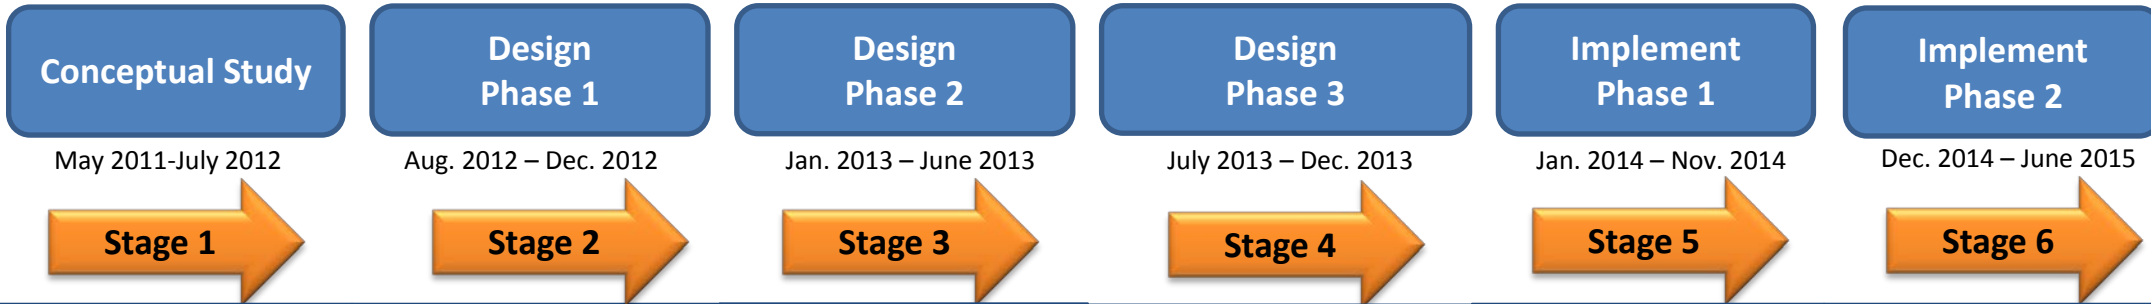 Conceptual Study
Design
Phase 1
Design
Phase 2
Design
Phase 3
Implement
Phase 1
Implement
Phase 2
May 2011-July 2012
Aug. 2012 – Dec. 2012
Jan. 2013 – June 2013
July 2013 – Dec. 2013
Jan. 2014 – Nov. 2014
Dec. 2014 – June 2015
Stage 1
Stage 2
Stage 3
Stage 4
Stage 5
Stage 6